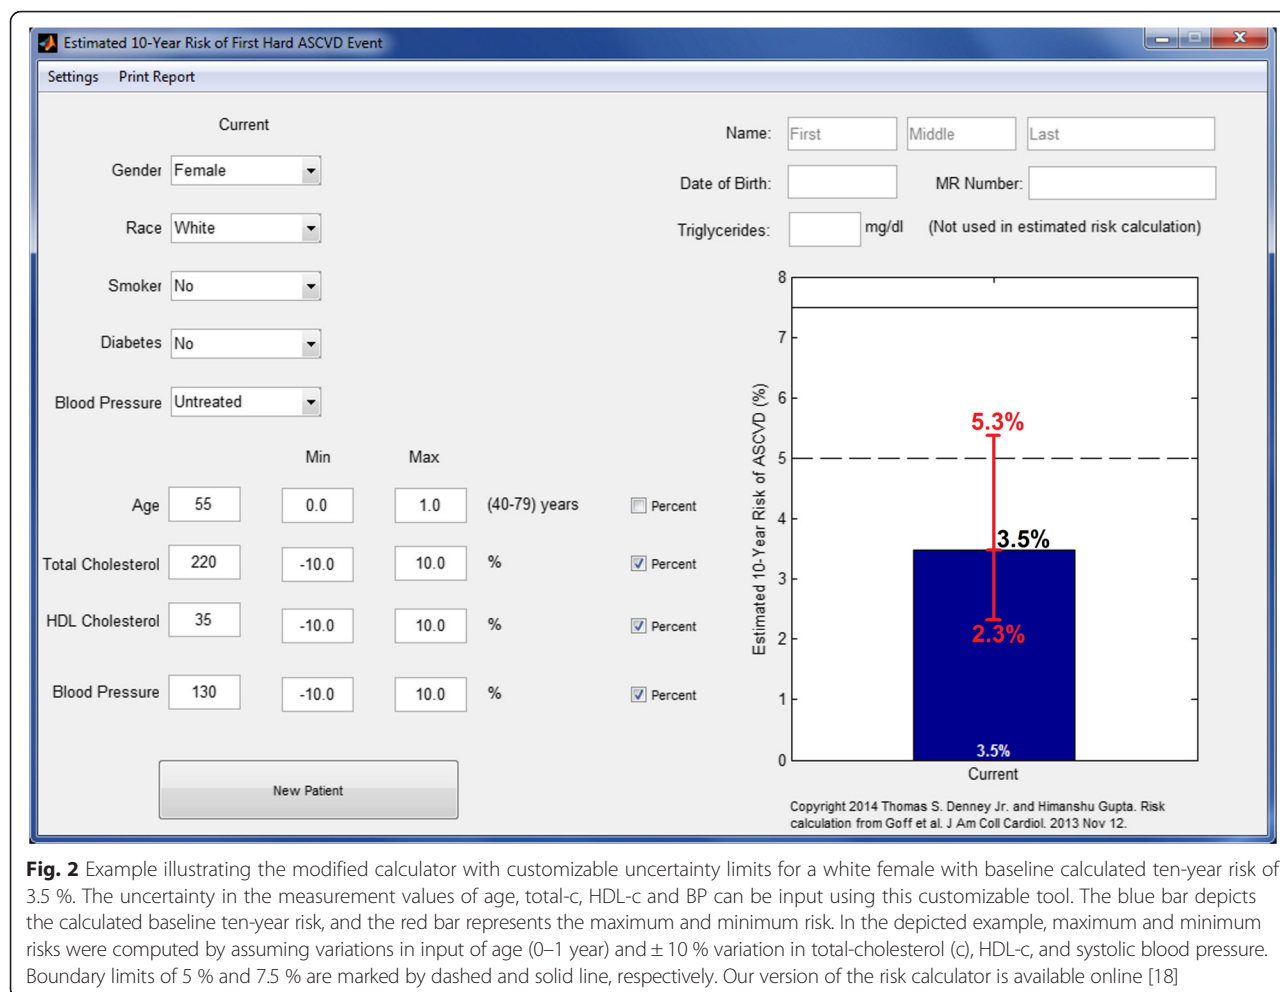 Estimated 10-Year Risk of First Hard ASCVD Event
Settings Print Report
Current
Gender Female
Race White
Smoker No
Diabetes No
Blood Pressure Untreated
Min Max
Age 55 0.0 1.0 (40-79) years Percent
Total Cholesterol 220 -10.0 10.0 % Percent
HDL Cholesterol 35 -10.0 10.0 % Percent
Blood Pressure 130 -10.0 10.0 % Percent
New Patient
Name: First Middle Last
Date of Birth: MR Number:
Triglycerides: mg/dl (Not used in estimated risk calculation)
Estimated 10-Year Risk of ASCVD (%)
8
7
6
5
4
3
2
1
0
5.3%
3.5%
2.3%
3.5%
Current
Copyright 2014 Thomas S. Denney Jr. and Himanshu Gupta. Risk
calculation from Goff et al. J Am Coll Cardiol. 2013 Nov 12.
Fig. 2 Example illustrating the modified calculator with customizable uncertainty limits for a white female with baseline calculated ten-year risk of
3.5 %. The uncertainty in the measurement values of age, total-c, HDL-c and BP can be input using this customizable tool. The blue bar depicts
the calculated baseline ten-year risk, and the red bar represents the maximum and minimum risk. In the depicted example, maximum and minimum
risks were computed by assuming variations in input of age (0–1 year) and ± 10 % variation in total-cholesterol (c), HDL-c, and systolic blood pressure.
Boundary limits of 5 % and 7.5 % are marked by dashed and solid line, respectively. Our version of the risk calculator is available online [18]